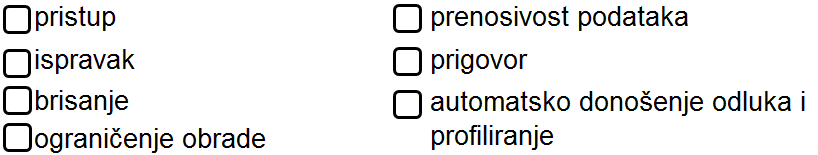 pristup
ispravak
brisanje
ograničenje obrade
prenosivost podataka
prigovor
automatsko donošenje odluka i
profiliranje